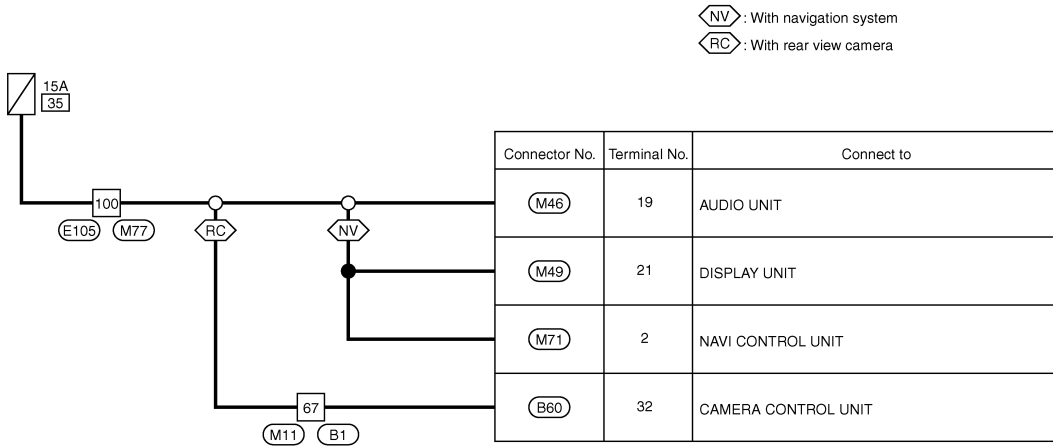 NV : With navigation system
RC : With rear view camera
15A
35
100
E105 M77
RC
NV
67
M11 B1
Connector No. Terminal No. Connect to
M46 19 AUDIO UNIT
M49 21 DISPLAY UNIT
M71 2 NAVI CONTROL UNIT
B60 32 CAMERA CONTROL UNIT